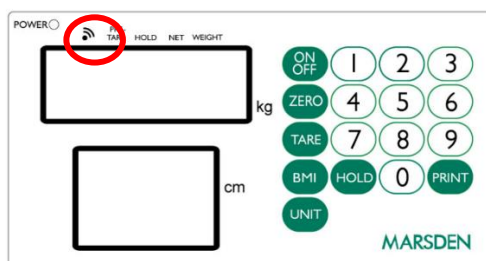 POWER
PRE-
TARE HOLD NET WEIGHT
kg
cm
ON
OFF 1 2 3
ZERO 4 5 6
TARE 7 8 9
BMI HOLD 0 PRINT
UNIT
MARSDEN